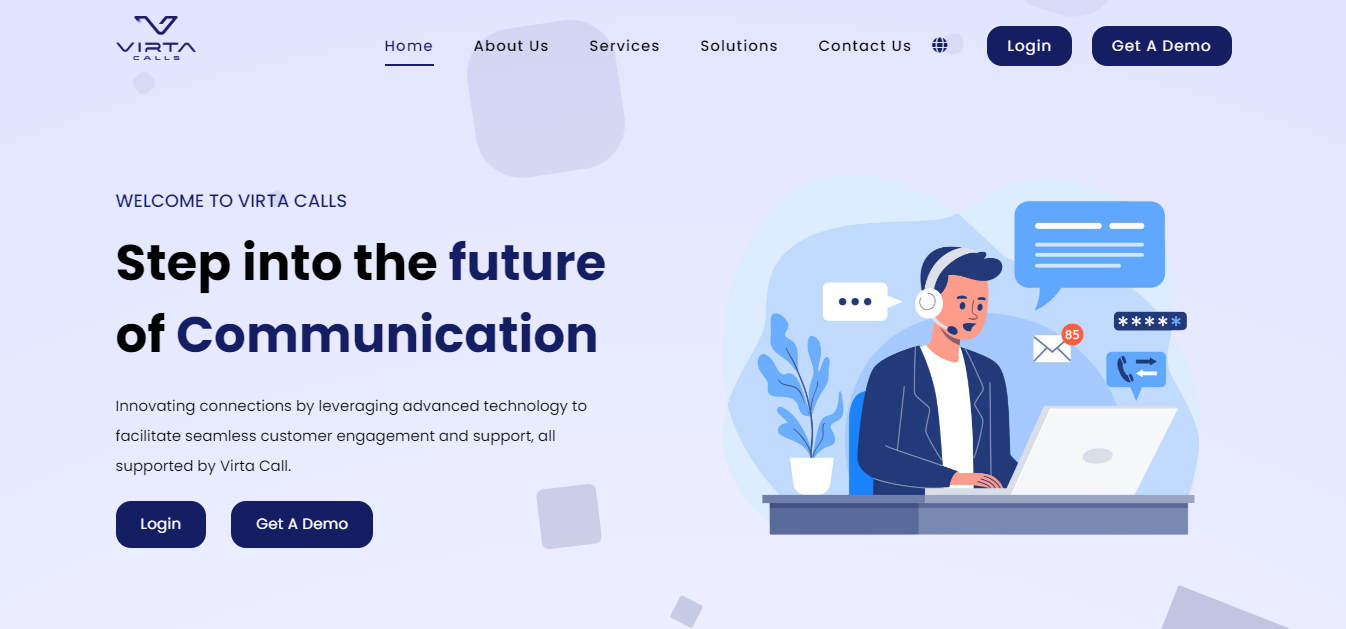 VIRTA
CALLS
Home
About Us
Services
Solutions
Contact Us
Login
Get A Demo
WELCOME TO VIRTA CALLS
Step into the future
of Communication
Innovating connections by leveraging advanced technology to
facilitate seamless customer engagement and support, all
supported by Virta Call.
Login
Get A Demo
*****
85